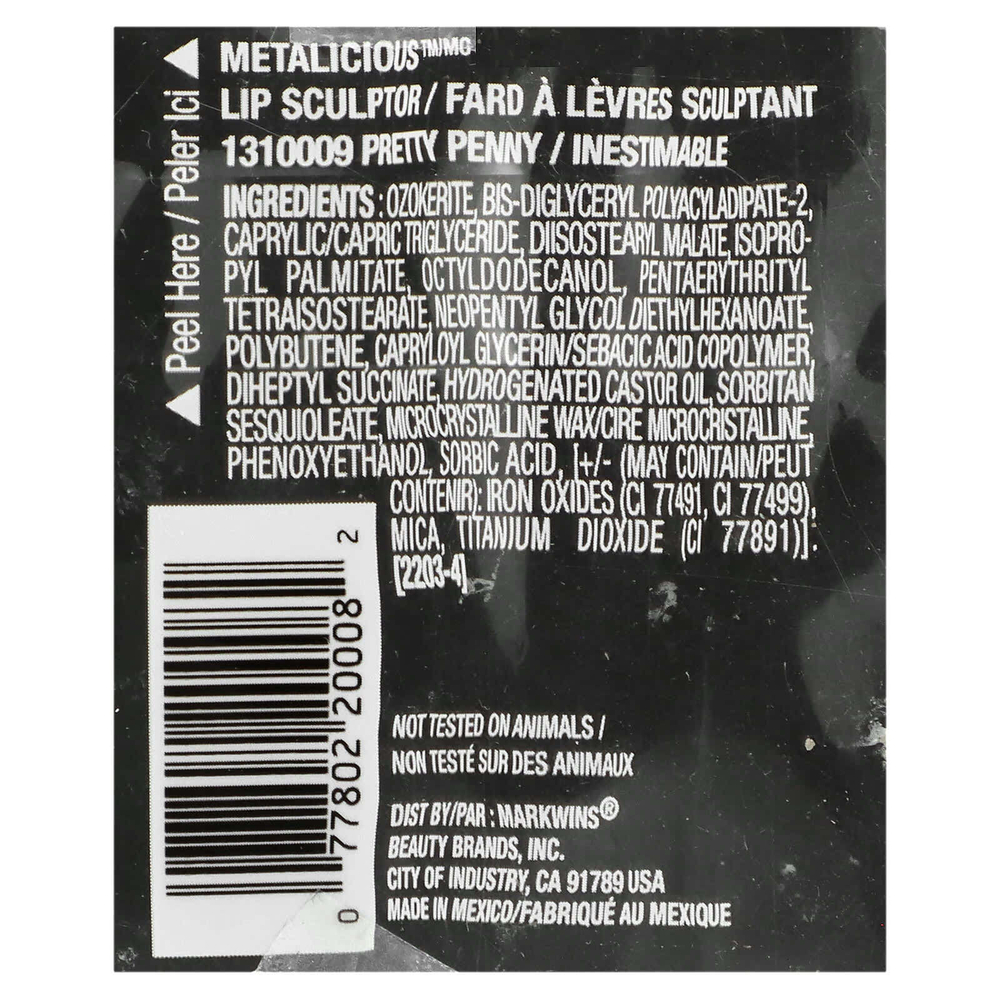 METALICIOUS™/MC
LIP SCULPTOR / FARD À LÈVRES SCULPTANT
1310009 PRETTY PENNY / INESTIMABLE
Peel Here / Peler Ici
INGREDIENTS : OZOKERITE, BIS-DIGLYCERYL POLYACYLADIPATE-2,
CAPRYLIC/CAPRIC TRIGLYCERIDE, DIISOSTEARYL MALATE, ISOPRO-
PYL PALMITATE, OCTYLDODECANOL, PENTAERYTHRITYL
TETRAISOSTEARATE, NEOPENTYL GLYCOL DIETHYLHEXANOATE,
POLYBUTENE, CAPRYLOYL GLYCERIN/SEBACIC ACID COPOLYMER,
DIHEPTYL SUCCINATE, HYDROGENATED CASTOR OIL, SORBITAN
SESQUIOLEATE, MICROCRYSTALLINE WAX/CIRE MICROCRISTALLINE,
PHENOXYETHANOL, SORBIC ACID, [+/- (MAY CONTAIN/PEUT
CONTENIR): IRON OXIDES (CI 77491, CI 77499),
MICA, TITANIUM DIOXIDE (CI 77891)].
[2203-4]
0 77802 20008 2
NOT TESTED ON ANIMALS /
NON TESTÉ SUR DES ANIMAUX
DIST BY/PAR : MARKWINS®
BEAUTY BRANDS, INC.
CITY OF INDUSTRY, CA 91789 USA
MADE IN MEXICO/FABRIQUÉ AU MEXIQUE